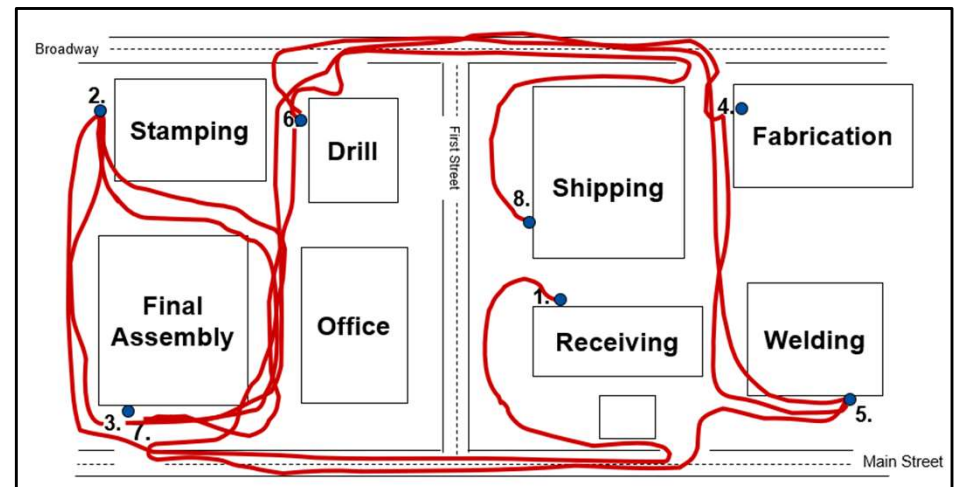 Broadway
2.
Stamping
6.
Drill
First Street
4.
Fabrication
Shipping
8.
Final
Assembly
Office
1.
Receiving
Welding
3.
7.
5.
Main Street